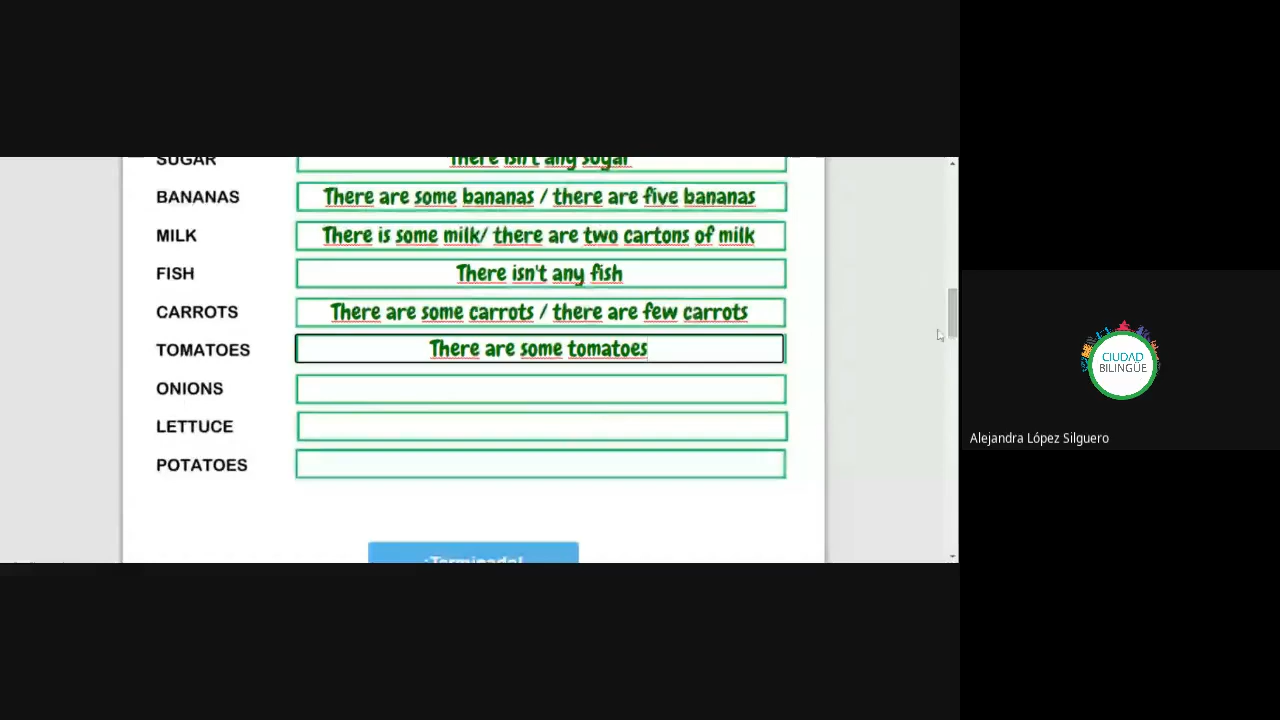 SUGAR There isn't any sugar
BANANAS There are some bananas / there are five bananas
MILK There is some milk/ there are two cartons of milk
FISH There isn't any fish
CARROTS There are some carrots / there are few carrots
TOMATOES There are some tomatoes
ONIONS
LETTUCE
POTATOES
¡Terminado!
CIUDAD
BILINGÜE
Alejandra López Silguero